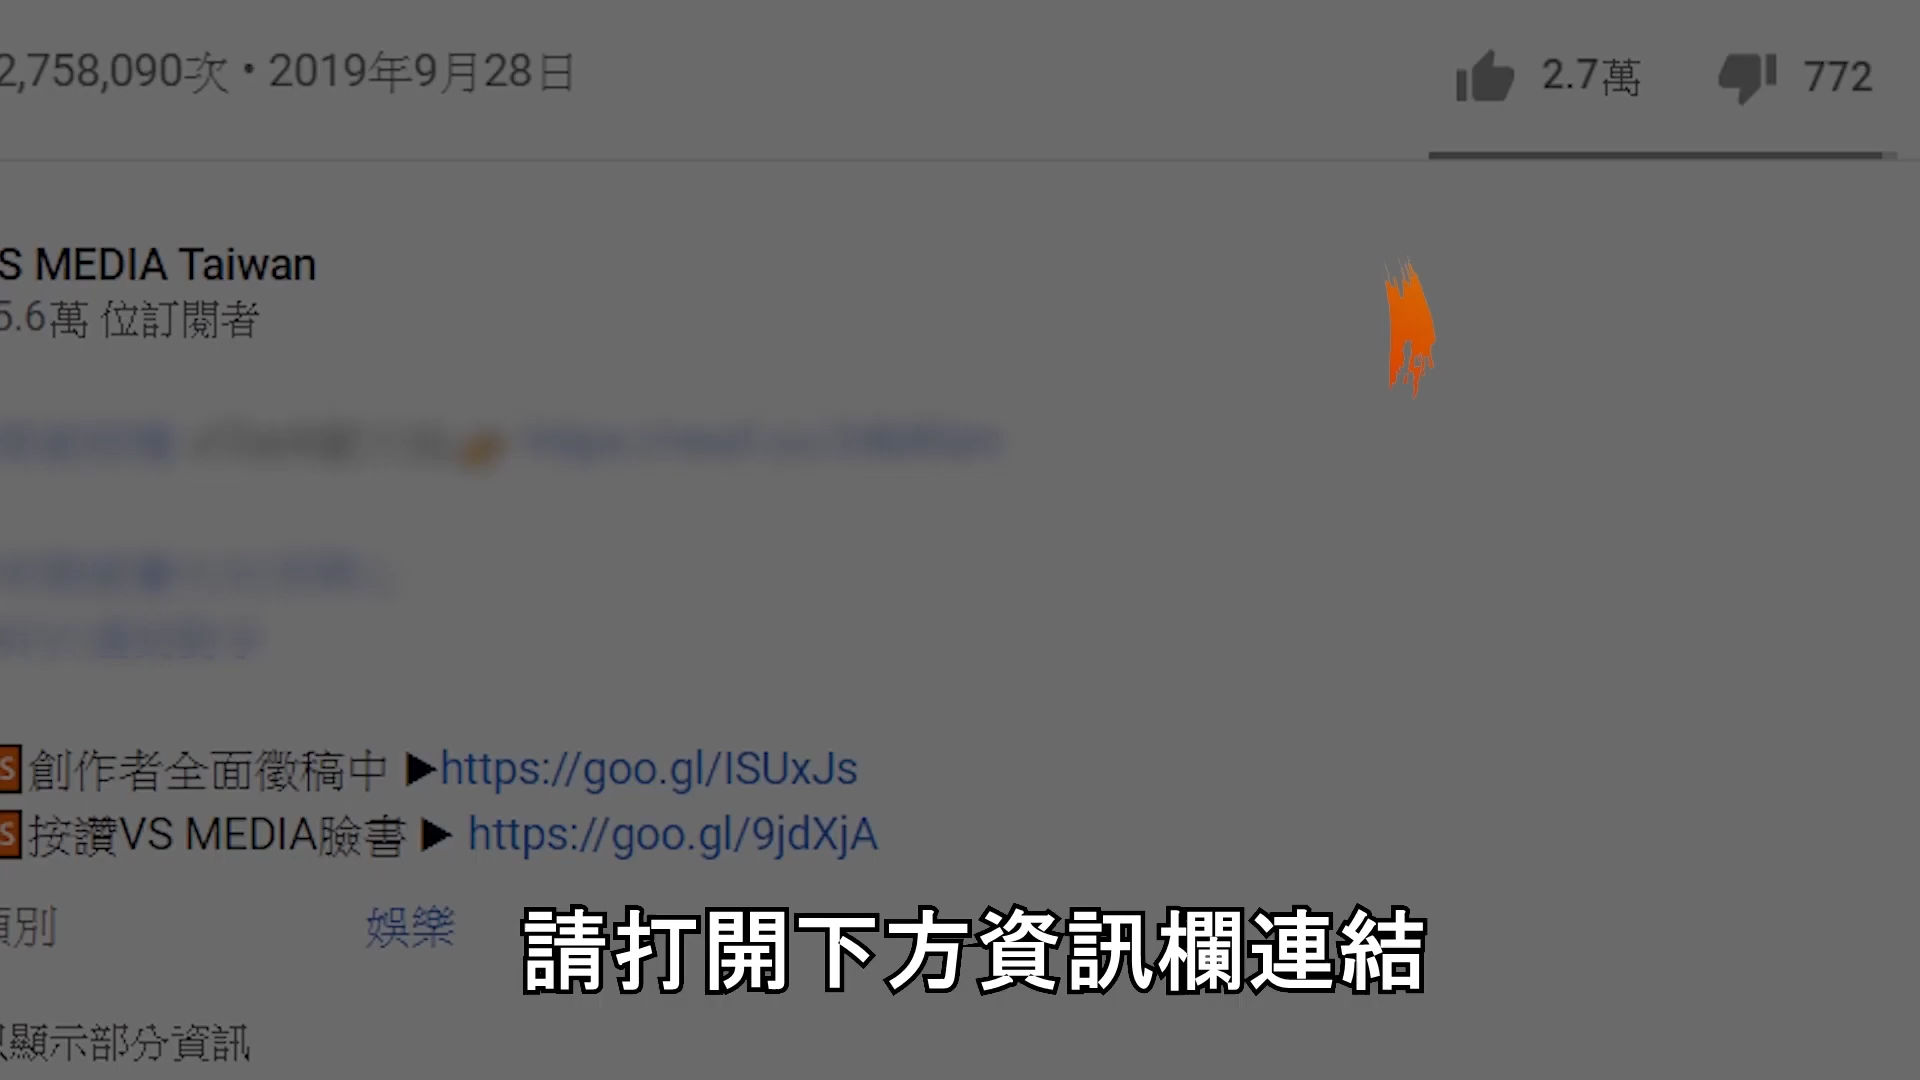 2,758,090次 • 2019年9月28日
2.7萬
772
S MEDIA Taiwan
5.6萬 位訂閱者
S創作者全面徵稿中 ▶https://goo.gl/ISUxJs
S按讚VS MEDIA臉書 ▶ https://goo.gl/9jdXjA
類別 娛樂
請打開下方資訊欄連結
只顯示部分資訊